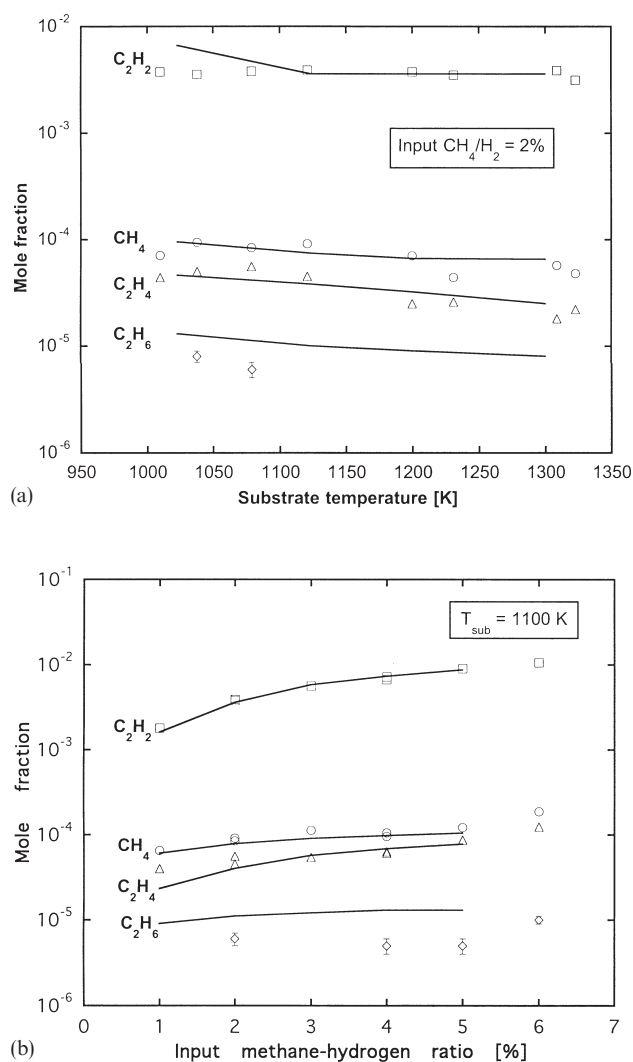 10⁻²
C₂H₂
10⁻³
Input CH₄/H₂ = 2%
Mole fraction
10⁻⁴
CH₄
C₂H₄
10⁻⁵
C₂H₆
10⁻⁶
950 1000 1050 1100 1150 1200 1250 1300 1350
(a) Substrate temperature [K]
10⁻¹
T_sub = 1100 K
10⁻²
C₂H₂
10⁻³
Mole fraction
10⁻⁴
CH₄
C₂H₄
10⁻⁵
C₂H₆
10⁻⁶
0 1 2 3 4 5 6 7
(b) Input methane-hydrogen ratio [%]